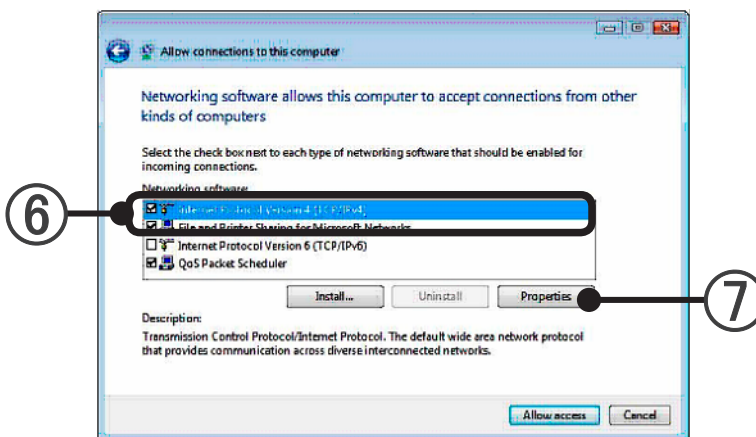 Allow connections to this computer
Networking software allows this computer to accept connections from other
kinds of computers
Select the check box next to each type of networking software that should be enabled for
incoming connections.
Networking software:
6
Internet Protocol Version 4 (TCP/IPv4)
File and Printer Sharing for Microsoft Networks
Internet Protocol Version 6 (TCP/IPv6)
QoS Packet Scheduler
Install... Uninstall Properties
7
Description:
Transmission Control Protocol/Internet Protocol. The default wide area network protocol
that provides communication across diverse interconnected networks.
Allow access Cancel